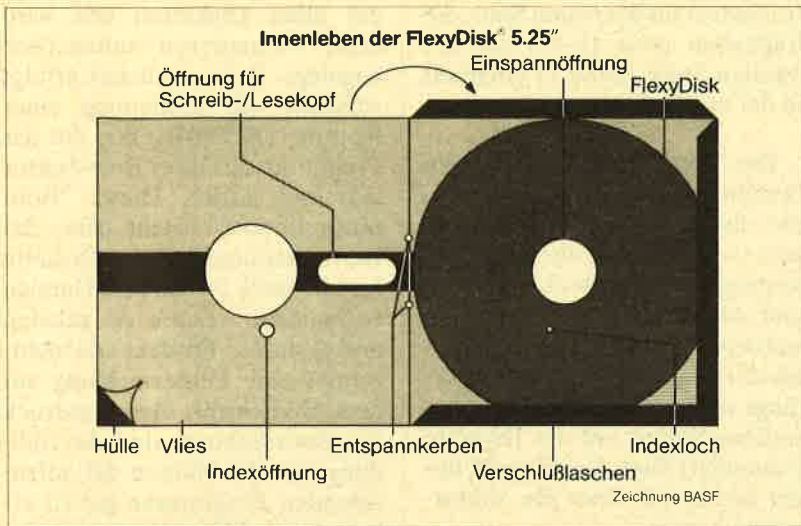 Innenleben der FlexyDisk® 5.25″
Öffnung für
Schreib-/Lesekopf
Einspannöffnung
FlexyDisk
Hülle
Vlies
Indexöffnung
Entspannkerben
Verschlußlaschen
Indexloch
Zeichnung BASF